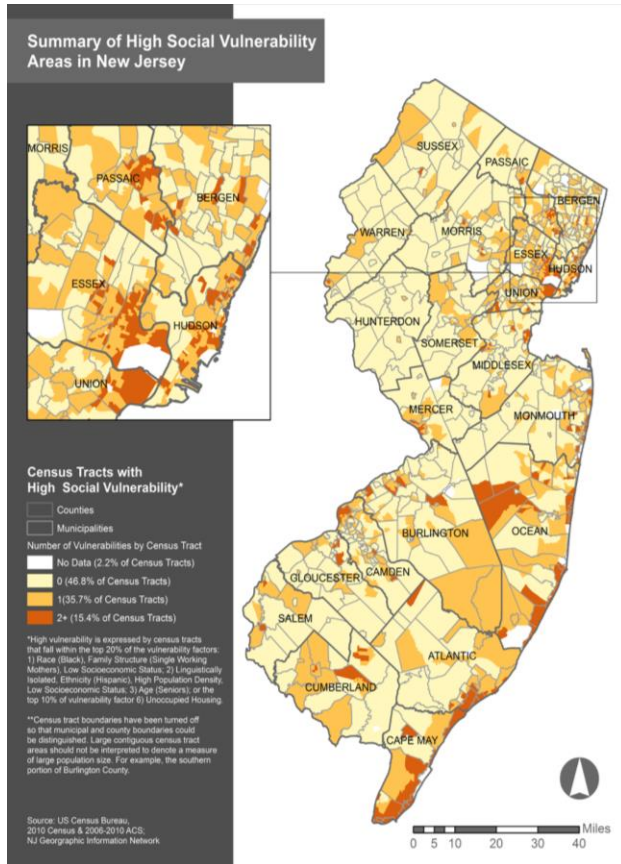 Summary of High Social Vulnerability
Areas in New Jersey
MORRIS
PASSAIC
BERGEN
ESSEX
HUDSON
UNION
SUSSEX
PASSAIC
BERGEN
WARREN
MORRIS
ESSEX
HUDSON
UNION
HUNTERDON
SOMERSET
MIDDLESEX
MERCER
MONMOUTH
OCEAN
BURLINGTON
CAMDEN
GLOUCESTER
SALEM
ATLANTIC
CUMBERLAND
CAPE MAY
Census Tracts with
High Social Vulnerability*
Counties
Municipalities
Number of Vulnerabilities by Census Tract
No Data (2.2% of Census Tracts)
0 (46.8% of Census Tracts)
1(35.7% of Census Tracts)
2+ (15.4% of Census Tracts)
*High vulnerability is expressed by census tracts
that fall within the top 20% of the vulnerability factors:
1) Race (Black), Family Structure (Single Working
Mothers), Low Socioeconomic Status; 2) Linguistically
Isolated, Ethnicity (Hispanic), High Population Density,
Low Socioeconomic Status; 3) Age (Seniors); or the
top 10% of vulnerability factor 6) Unoccupied Housing.
**Census tract boundaries have been turned off
so that municipal and county boundaries could
be distinguished. Large contiguous census tract
areas should not be interpreted to denote a measure
of large population size. For example, the southern
portion of Burlington County.
Source: US Census Bureau,
2010 Census & 2006-2010 ACS;
NJ Georgraphic Information Network
Miles
0 5 10 20 30 40